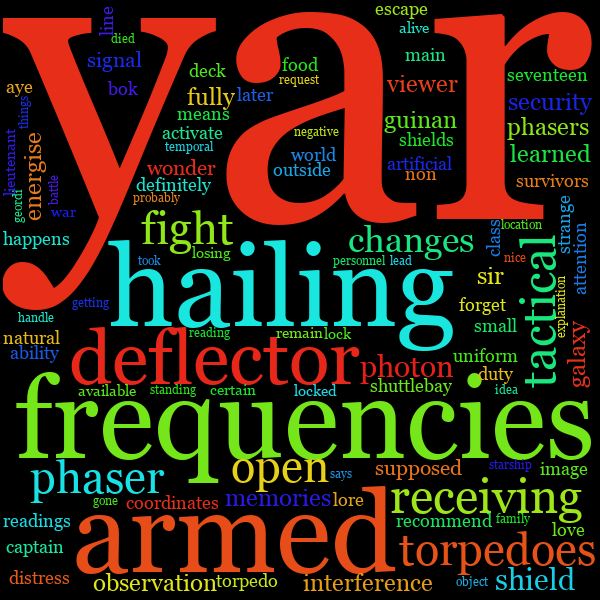 yar
escape
line
died
alive
signal
main
food
deck
viewer
seventeen
request
aye
bok
fully
later
security
means
guinan
phasers
things
activate
negative
shields
temporal
energise
world
learned
wonder
artificial
outside
lieutenant
definitely
non
survivors
geordi
battle
probably
war
fight
location
strange
happens
changes
class
losing
attention
hailing
tactical
took
personnel
lead
nice
sir
explanation
getting
forget
handle
small
galaxy
natural
reading
remain
lock
ability
deflector
photon
uniform
duty
available
standing
certain
locked
shuttlebay
idea
frequencies
phaser
open
says
supposed
starship
image
armed
memories
lore
receiving
gone
coordinates
readings
recommend
family
love
captain
torpedoes
distress
observation
torpedo
interference
object
shield